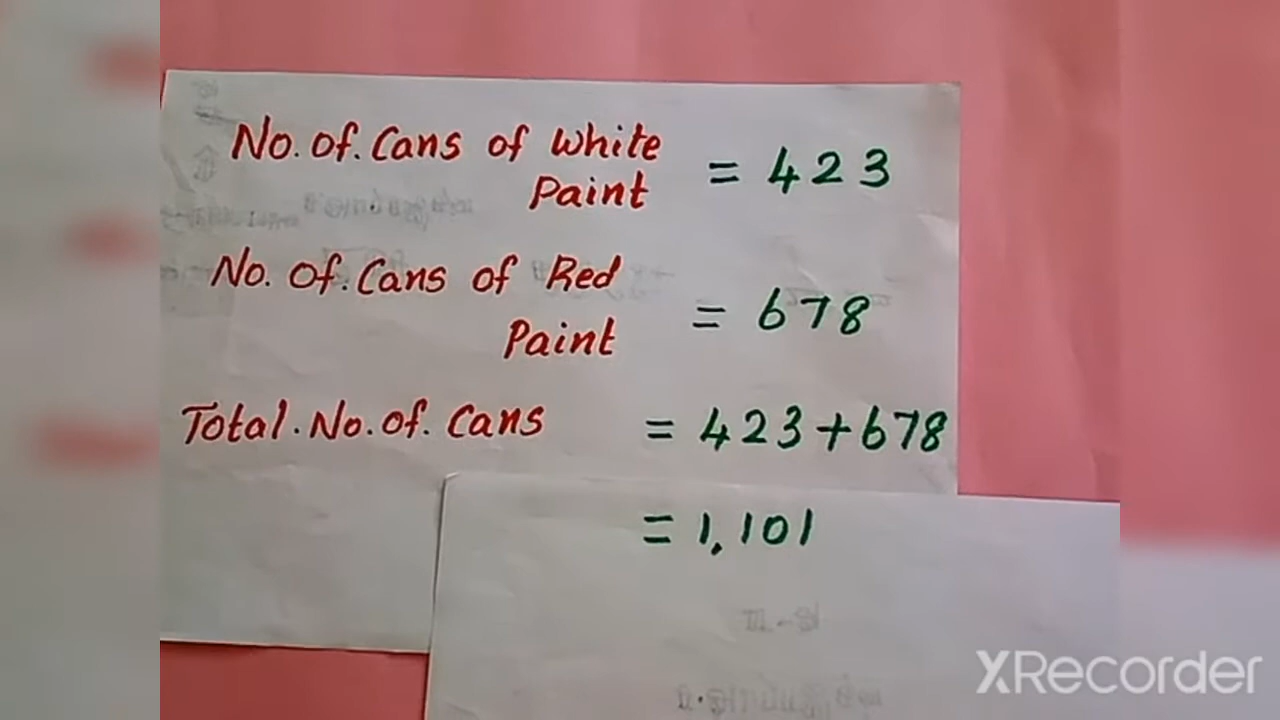 No. of. Cans of White
Paint = 423
No. of. Cans of Red
Paint = 678
Total. No. of. Cans = 423+678
= 1,101
XRecorder